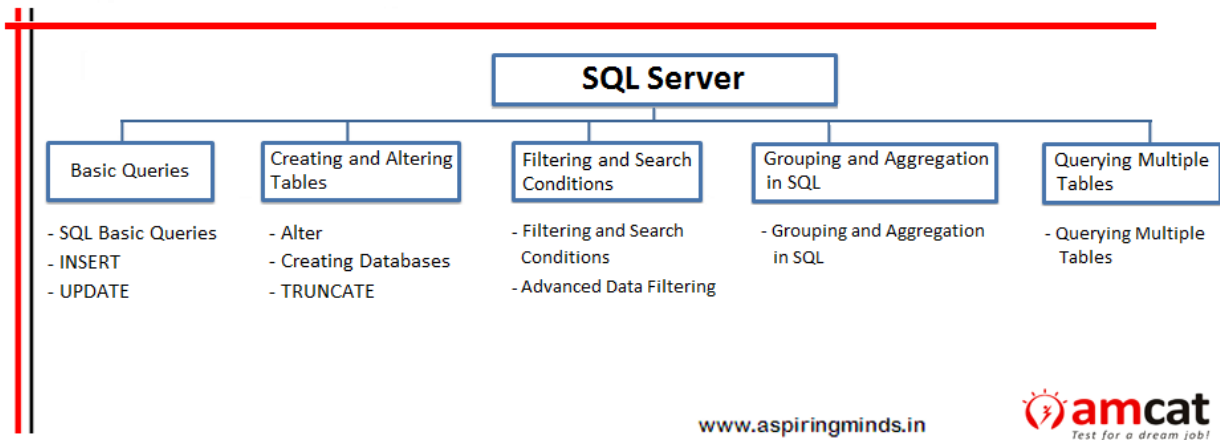 SQL Server
Basic Queries
- SQL Basic Queries
- INSERT
- UPDATE
Creating and Altering
Tables
- Alter
- Creating Databases
- TRUNCATE
Filtering and Search
Conditions
- Filtering and Search
Conditions
- Advanced Data Filtering
Grouping and Aggregation
in SQL
- Grouping and Aggregation
in SQL
Querying Multiple
Tables
- Querying Multiple
Tables
www.aspiringminds.in
amcat
Test for a dream job!